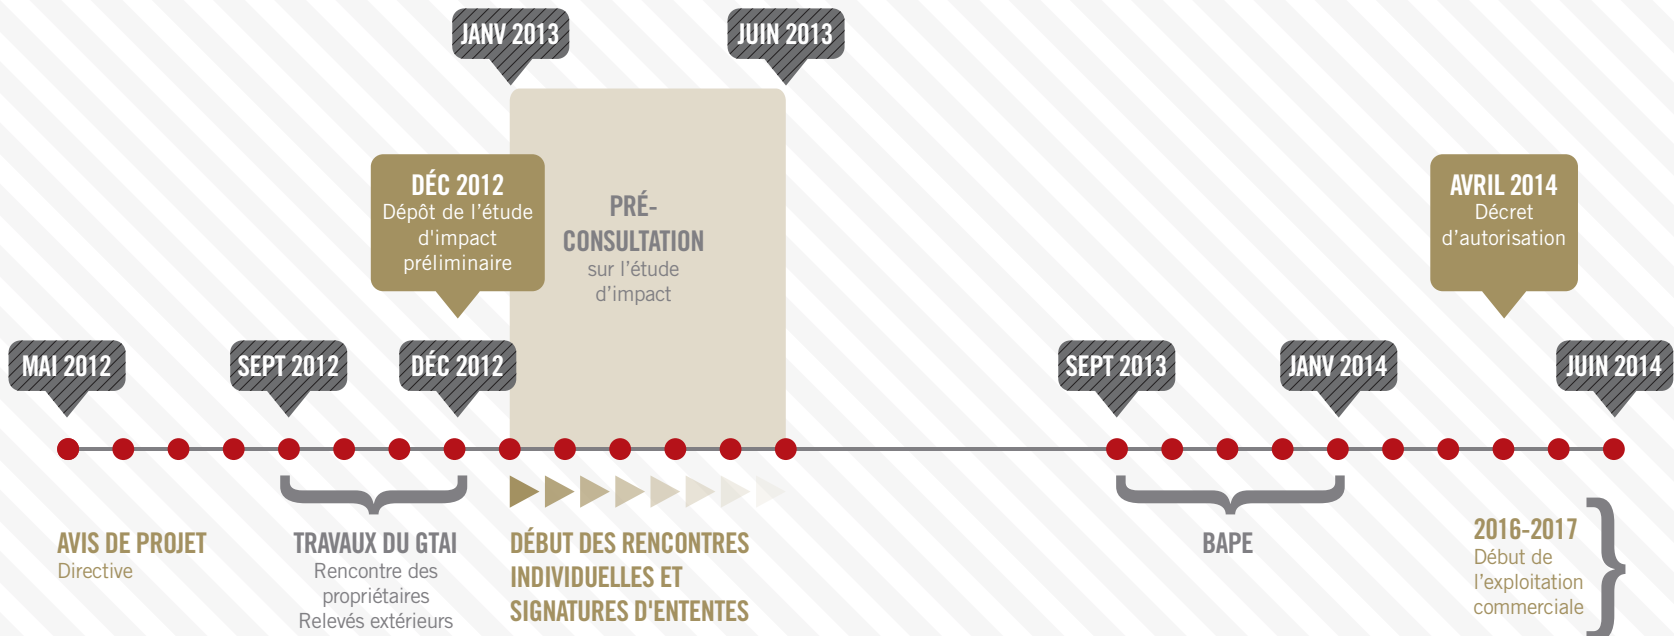 JANV 2013
JUIN 2013
DÉC 2012
Dépôt de l’étude
d'impact
préliminaire
PRÉ-
CONSULTATION
sur l’étude
d’impact
AVRIL 2014
Décret
d’autorisation
MAI 2012
SEPT 2012
DÉC 2012
SEPT 2013
JANV 2014
JUIN 2014
AVIS DE PROJET
Directive
TRAVAUX DU GTAI
Rencontre des
propriétaires
Relevés extérieurs
DÉBUT DES RENCONTRES
INDIVIDUELLES ET
SIGNATURES D'ENTENTES
BAPE
2016-2017
Début de
l’exploitation
commerciale